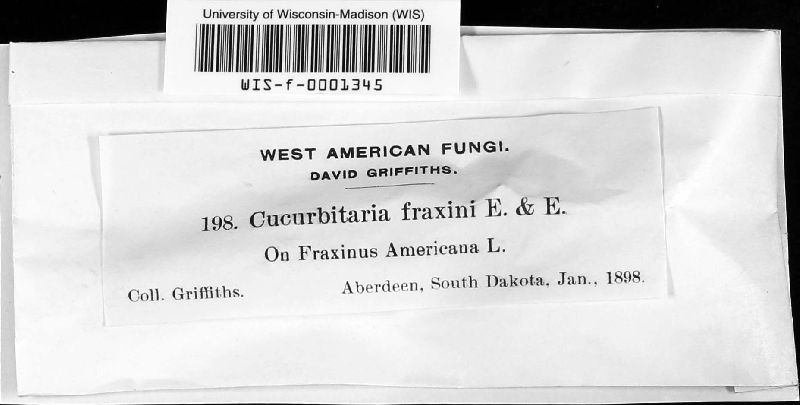 University of Wisconsin-Madison (WIS)
WIS-f-0001345
WEST AMERICAN FUNGI.
DAVID GRIFFITHS.
198. Cucurbitaria fraxini E. & E.
On Fraxinus Americana L.
Coll. Griffiths. Aberdeen, South Dakota, Jan., 1898.